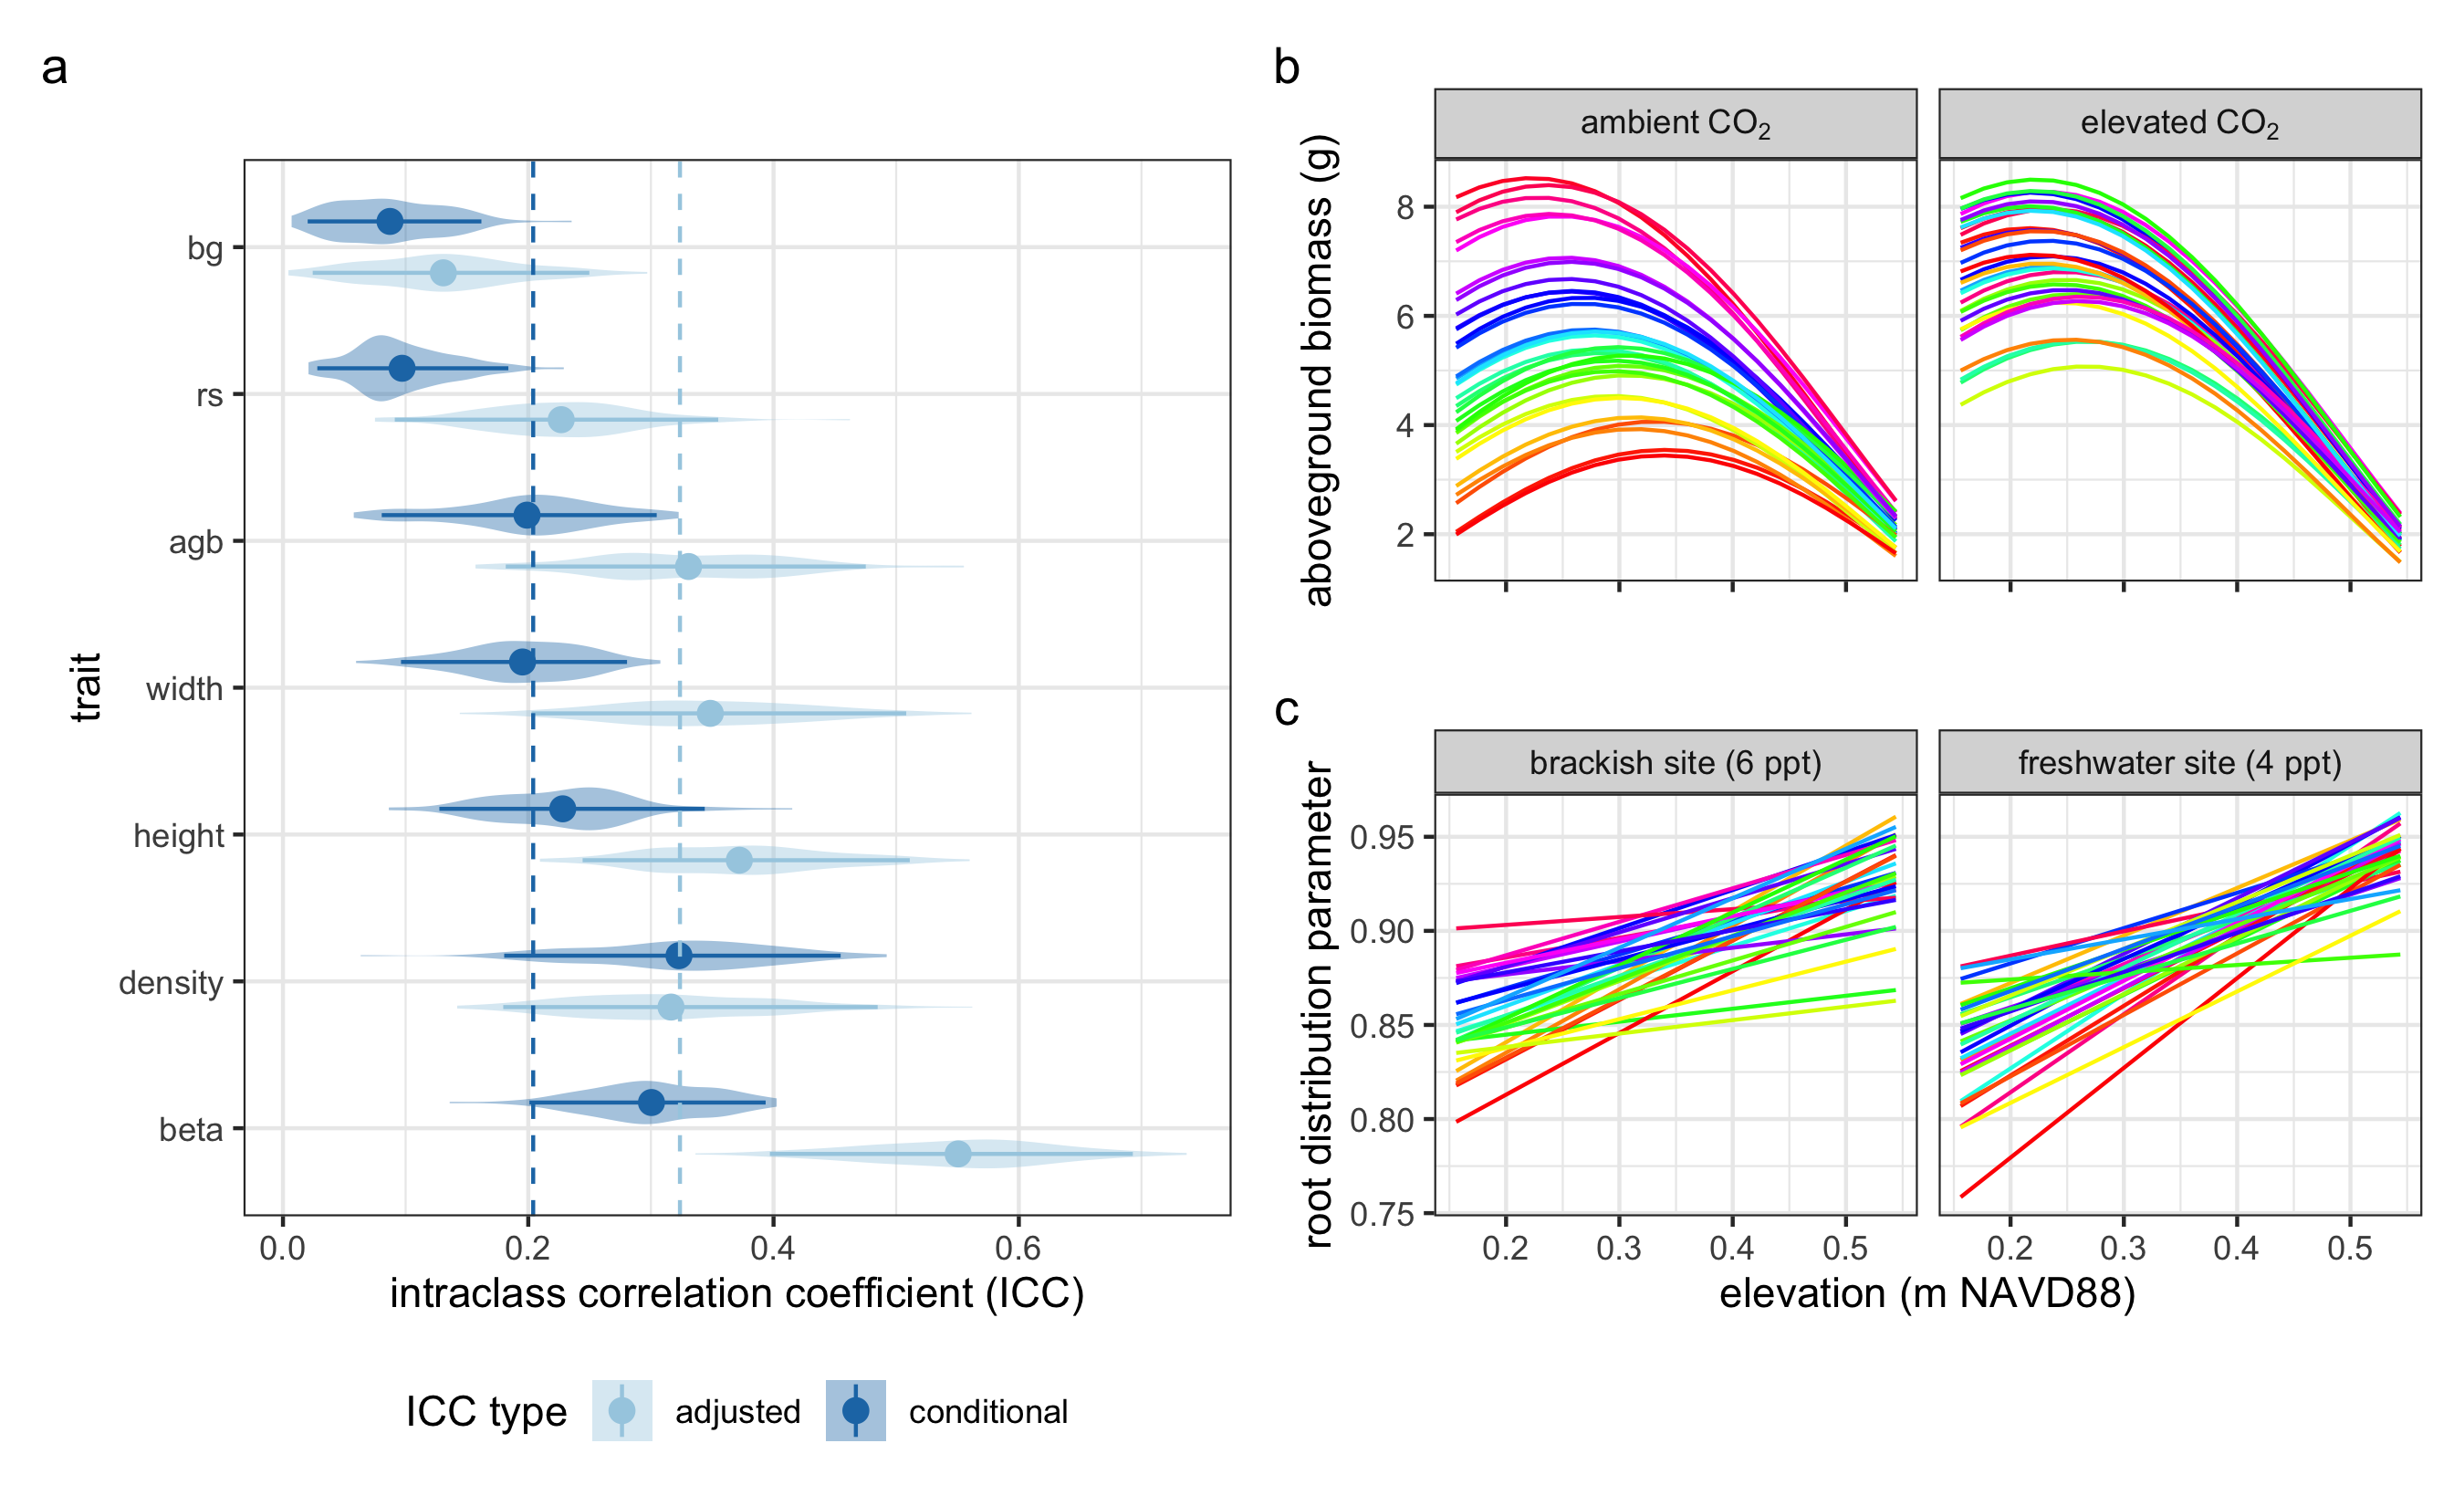 a
trait
bg
rs
agb
width
height
density
beta
0.0 0.2 0.4 0.6
intraclass correlation coefficient (ICC)
ICC type adjusted conditional
b
ambient CO₂ elevated CO₂
aboveground biomass (g)
8
6
4
2
c
brackish site (6 ppt) freshwater site (4 ppt)
root distribution parameter
0.95
0.90
0.85
0.80
0.75
0.2 0.3 0.4 0.5 0.2 0.3 0.4 0.5
elevation (m NAVD88)